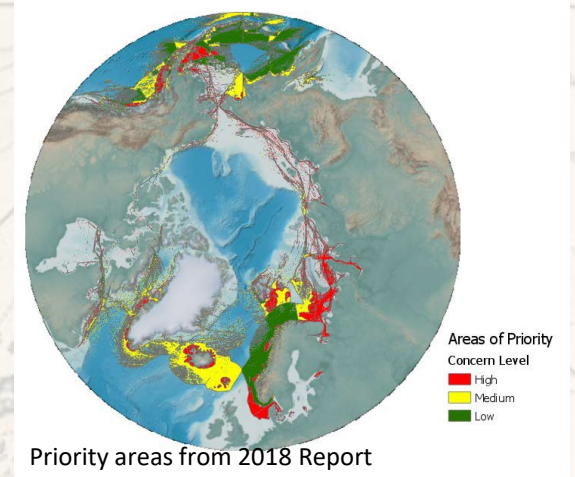 Areas of Priority
Concern Level
High
Medium
Low
Priority areas from 2018 Report